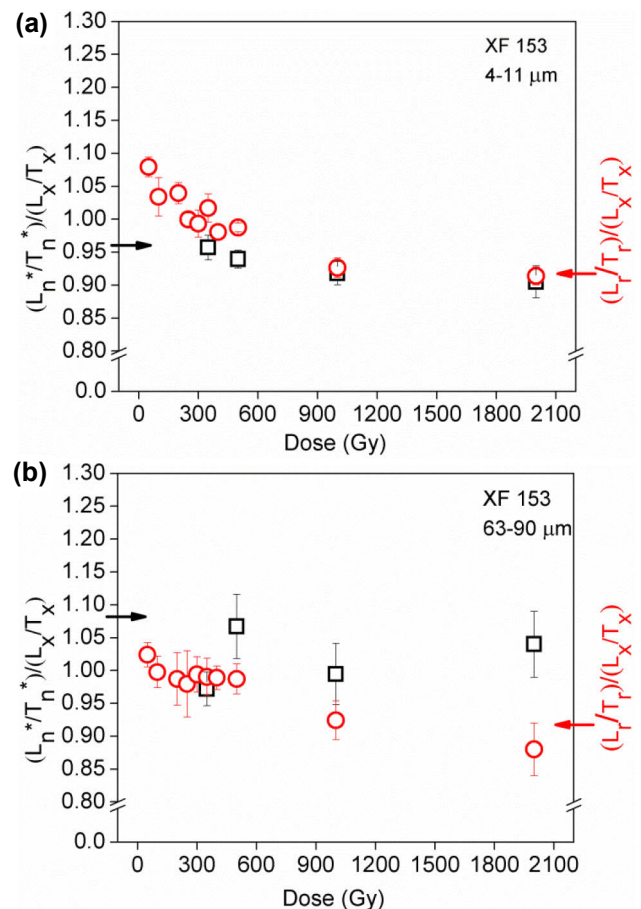 (a)
XF 153
4-11 μm
1.30
1.25
1.20
1.15
1.10
1.05
1.00
0.95
0.90
0.85
0.80
0.0
(Ln*/Tn*)/(Lx/Tx)
(Lr/Tr)/(Lx/Tx)
0 300 600 900 1200 1500 1800 2100
Dose (Gy)
(b)
XF 153
63-90 μm
1.30
1.25
1.20
1.15
1.10
1.05
1.00
0.95
0.90
0.85
0.80
0.0
(Ln*/Tn*)/(Lx/Tx)
(Lr/Tr)/(Lx/Tx)
0 300 600 900 1200 1500 1800 2100
Dose (Gy)